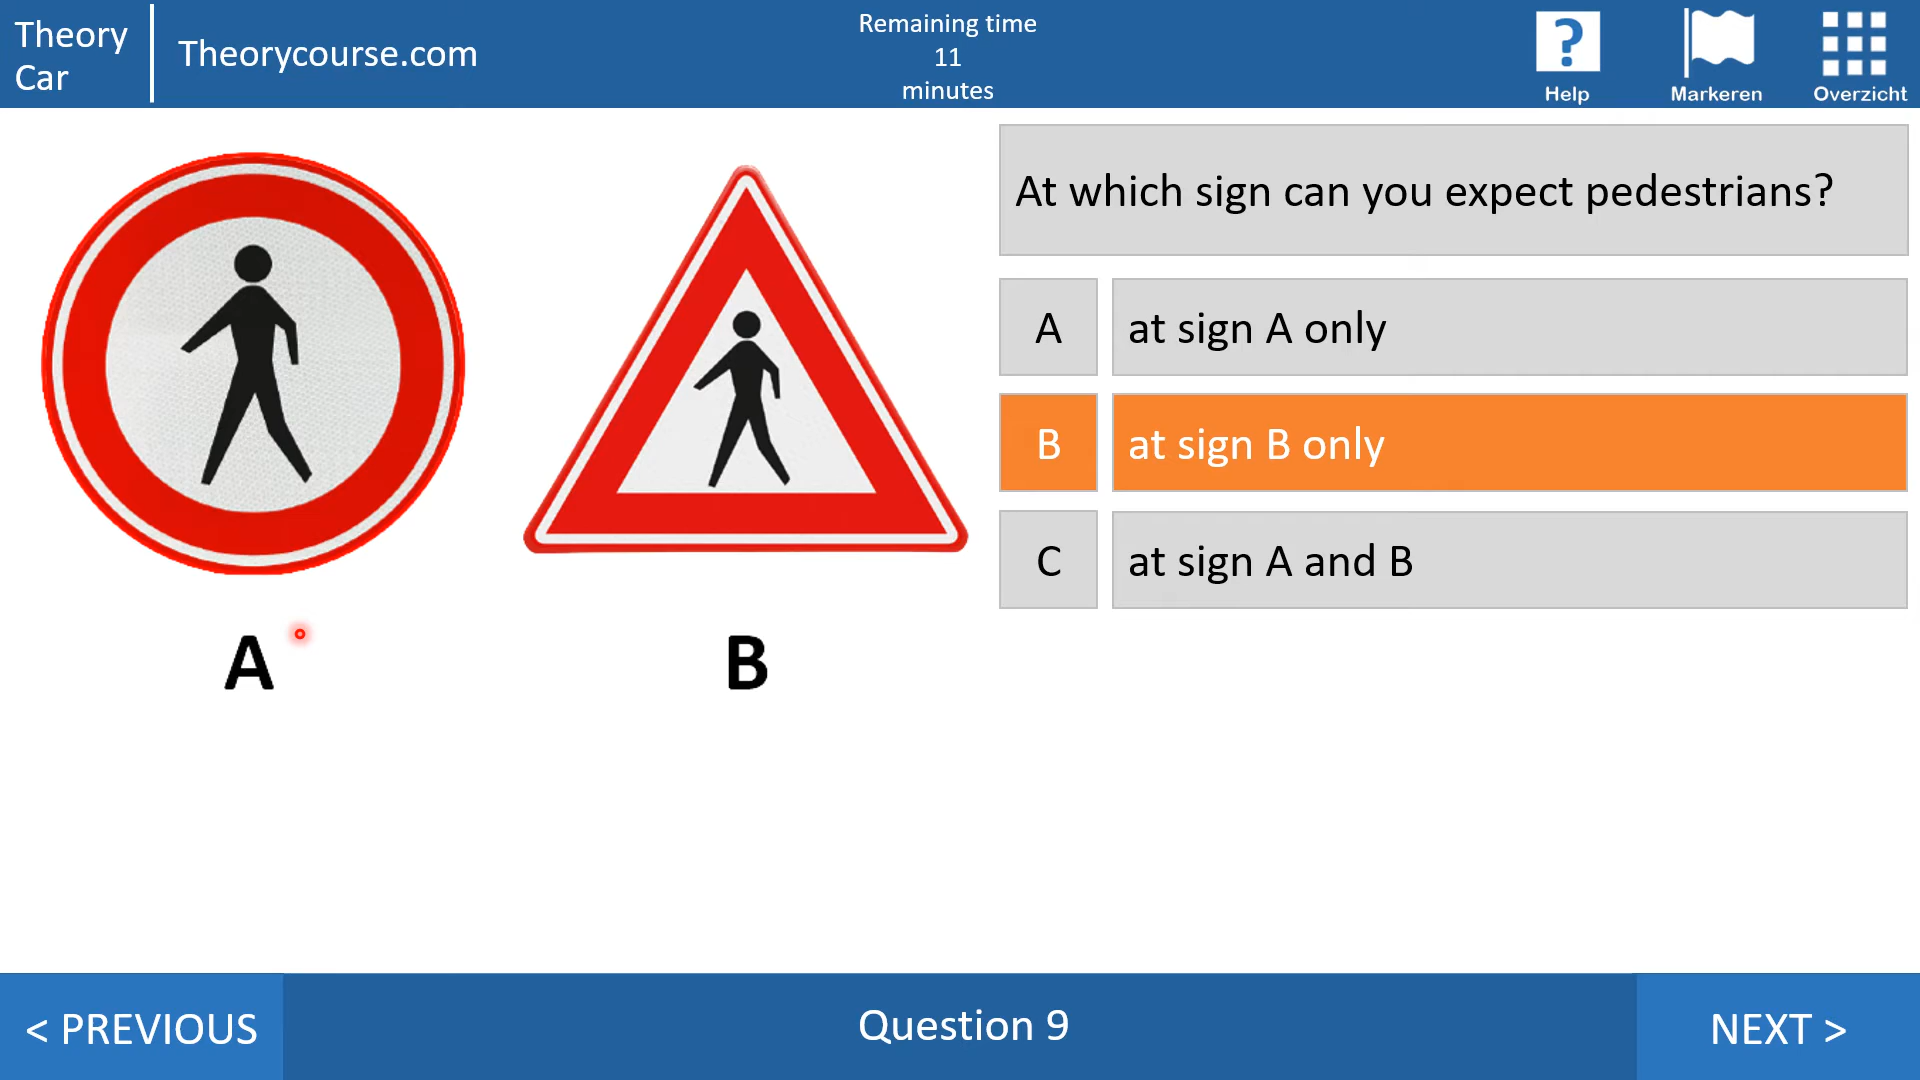 Theory
Car
Theorycourse.com
Remaining time
11
minutes
?
Help
Markeren
Overzicht
At which sign can you expect pedestrians?
A
at sign A only
B
at sign B only
C
at sign A and B
A
B
< PREVIOUS
Question 9
NEXT >